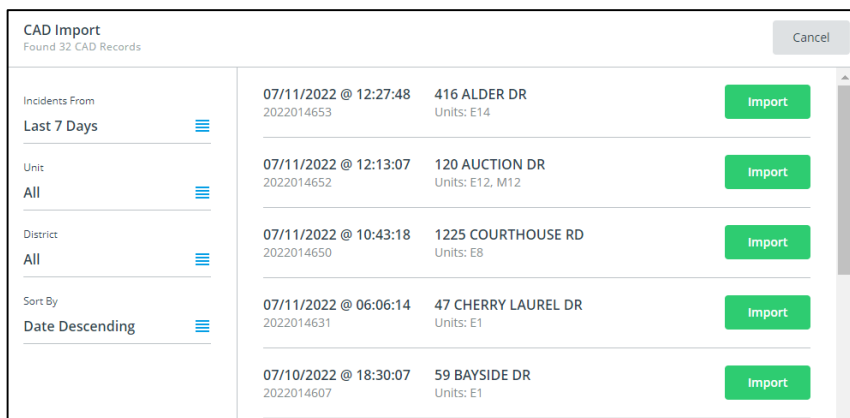 CAD Import
Found 32 CAD Records
Cancel
Incidents From
Last 7 Days
Unit
All
District
All
Sort By
Date Descending
07/11/2022 @ 12:27:48 416 ALDER DR
2022014653 Units: E14
Import
07/11/2022 @ 12:13:07 120 AUCTION DR
2022014652 Units: E12, M12
Import
07/11/2022 @ 10:43:18 1225 COURTHOUSE RD
2022014650 Units: E8
Import
07/11/2022 @ 06:06:14 47 CHERRY LAUREL DR
2022014631 Units: E1
Import
07/10/2022 @ 18:30:07 59 BAYSIDE DR
2022014607 Units: E1
Import